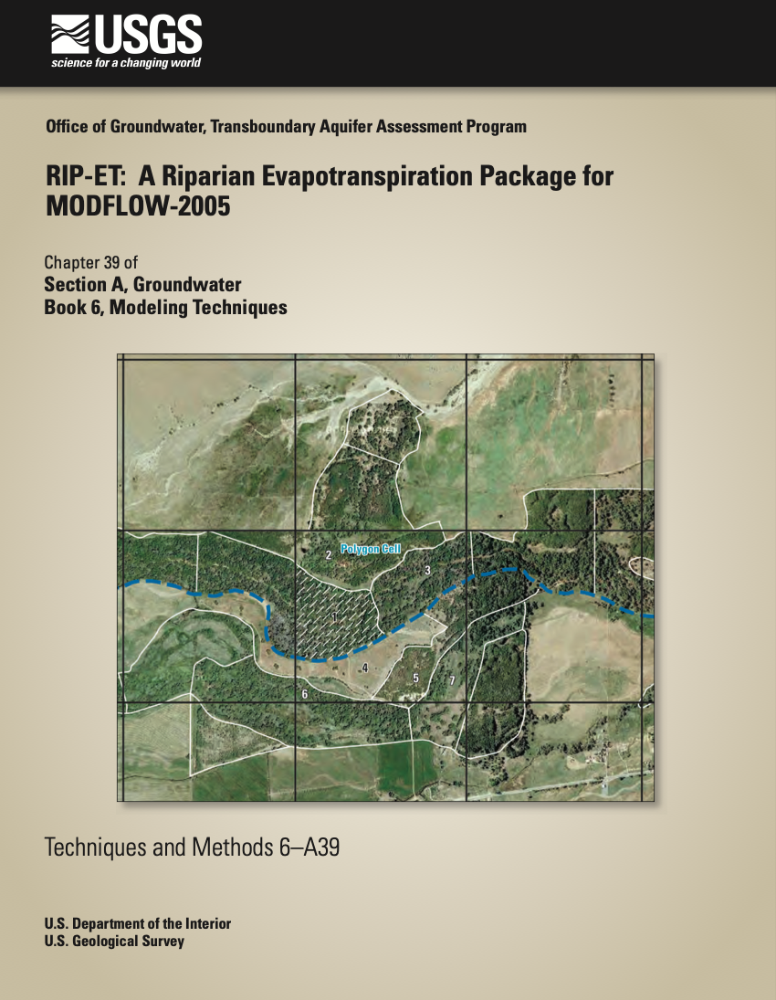 USGS
science for a changing world
Office of Groundwater, Transboundary Aquifer Assessment Program
RIP-ET: A Riparian Evapotranspiration Package for
MODFLOW-2005
Chapter 39 of
Section A, Groundwater
Book 6, Modeling Techniques
2
Polygon Cell
3
1
4
5
7
6
Techniques and Methods 6–A39
U.S. Department of the Interior
U.S. Geological Survey